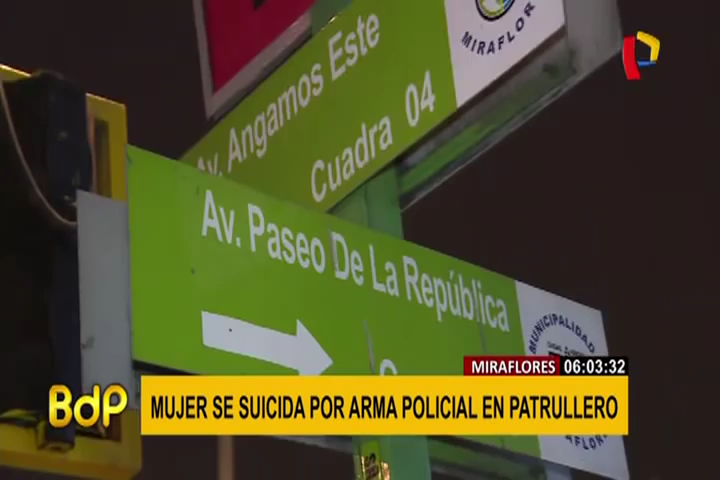 MIRAFLOR
Av. Angamos Este
Cuadra 04
Av. Paseo De La República
MUNICIPALIDAD
MIRAFLORES 06:03:32
BDP
MUJER SE SUICIDA POR ARMA POLICIAL EN PATRULLERO
RAFLOR